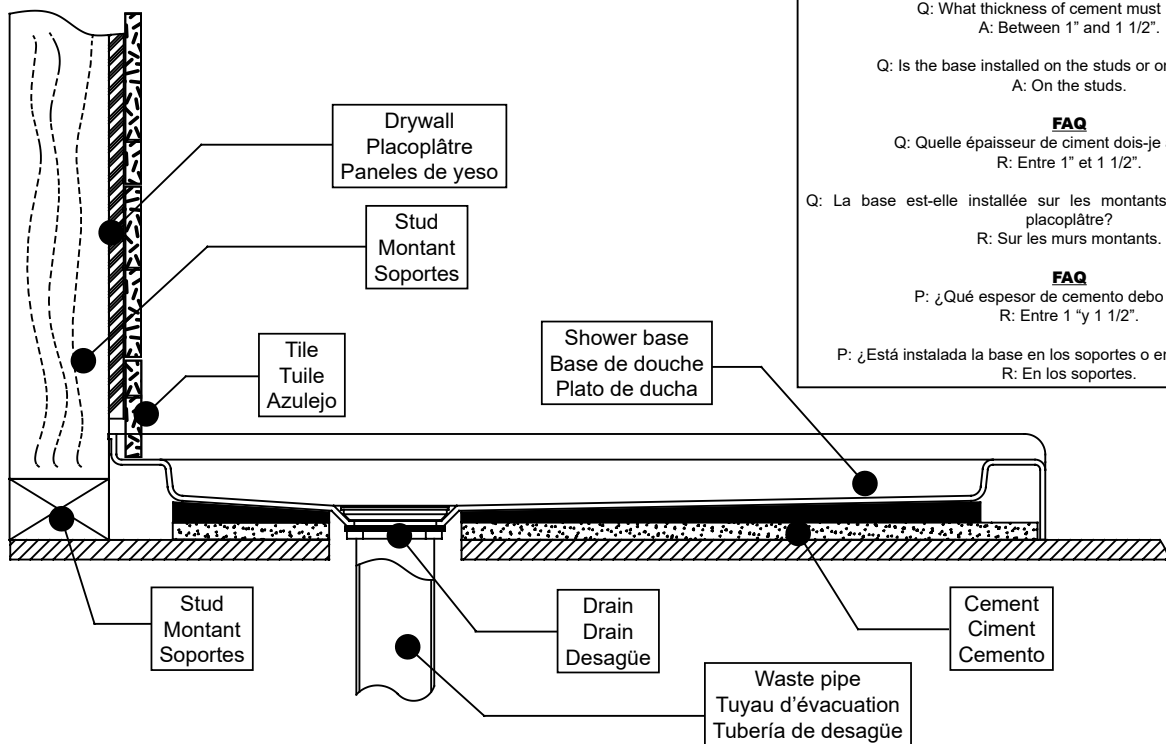 Q: What thickness of cement must
A: Between 1” and 1 1/2”.
Q: Is the base installed on the studs or
A: On the studs.
FAQ
Q: Quelle épaisseur de ciment dois-je
R: Entre 1” et 1 1/2”.
Q: La base est-elle installée sur les montants
placoplâtre?
R: Sur les murs montants.
FAQ
P: ¿Qué espesor de cemento debo
R: Entre 1 “y 1 1/2”.
P: ¿Está instalada la base en los soportes o
R: En los soportes.
Drywall
Placoplâtre
Paneles de yeso
Stud
Montant
Soportes
Tile
Tuile
Azulejo
Shower base
Base de douche
Plato de ducha
Stud
Montant
Soportes
Drain
Drain
Desagüe
Cement
Ciment
Cemento
Waste pipe
Tuyau d’évacuation
Tubería de desagüe